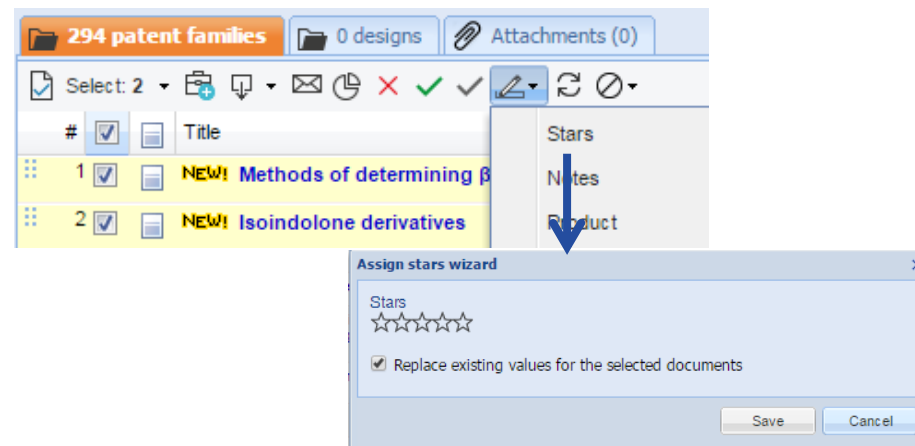 294 patent families 0 designs Attachments (0)
Select: 2
# Title
Stars
1 NEW! Methods of determining β
Notes
2 NEW! Isoindolone derivatives
Product
Assign stars wizard
Stars
Replace existing values for the selected documents
Save Cancel